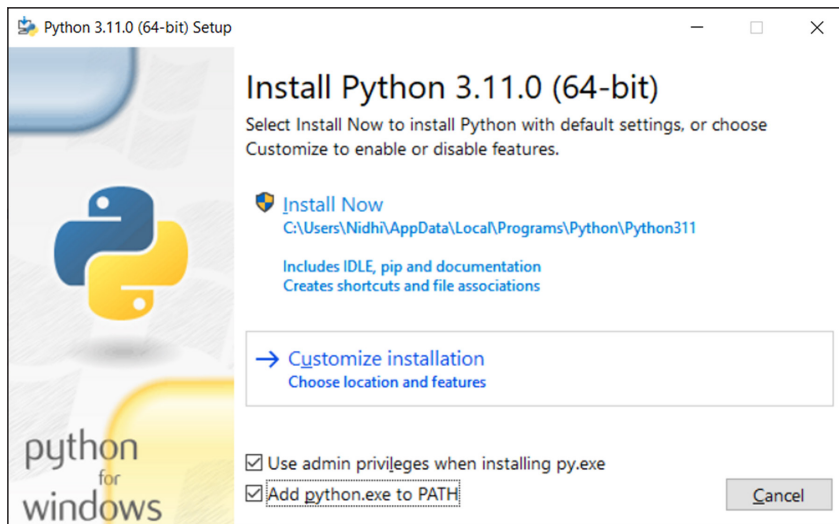 Python 3.11.0 (64-bit) Setup
Install Python 3.11.0 (64-bit)
Select Install Now to install Python with default settings, or choose
Customize to enable or disable features.
Install Now
C:\Users\Nidhi\AppData\Local\Programs\Python\Python311
Includes IDLE, pip and documentation
Creates shortcuts and file associations
Customize installation
Choose location and features
python
for
windows
Use admin privileges when installing py.exe
Add python.exe to PATH
Cancel